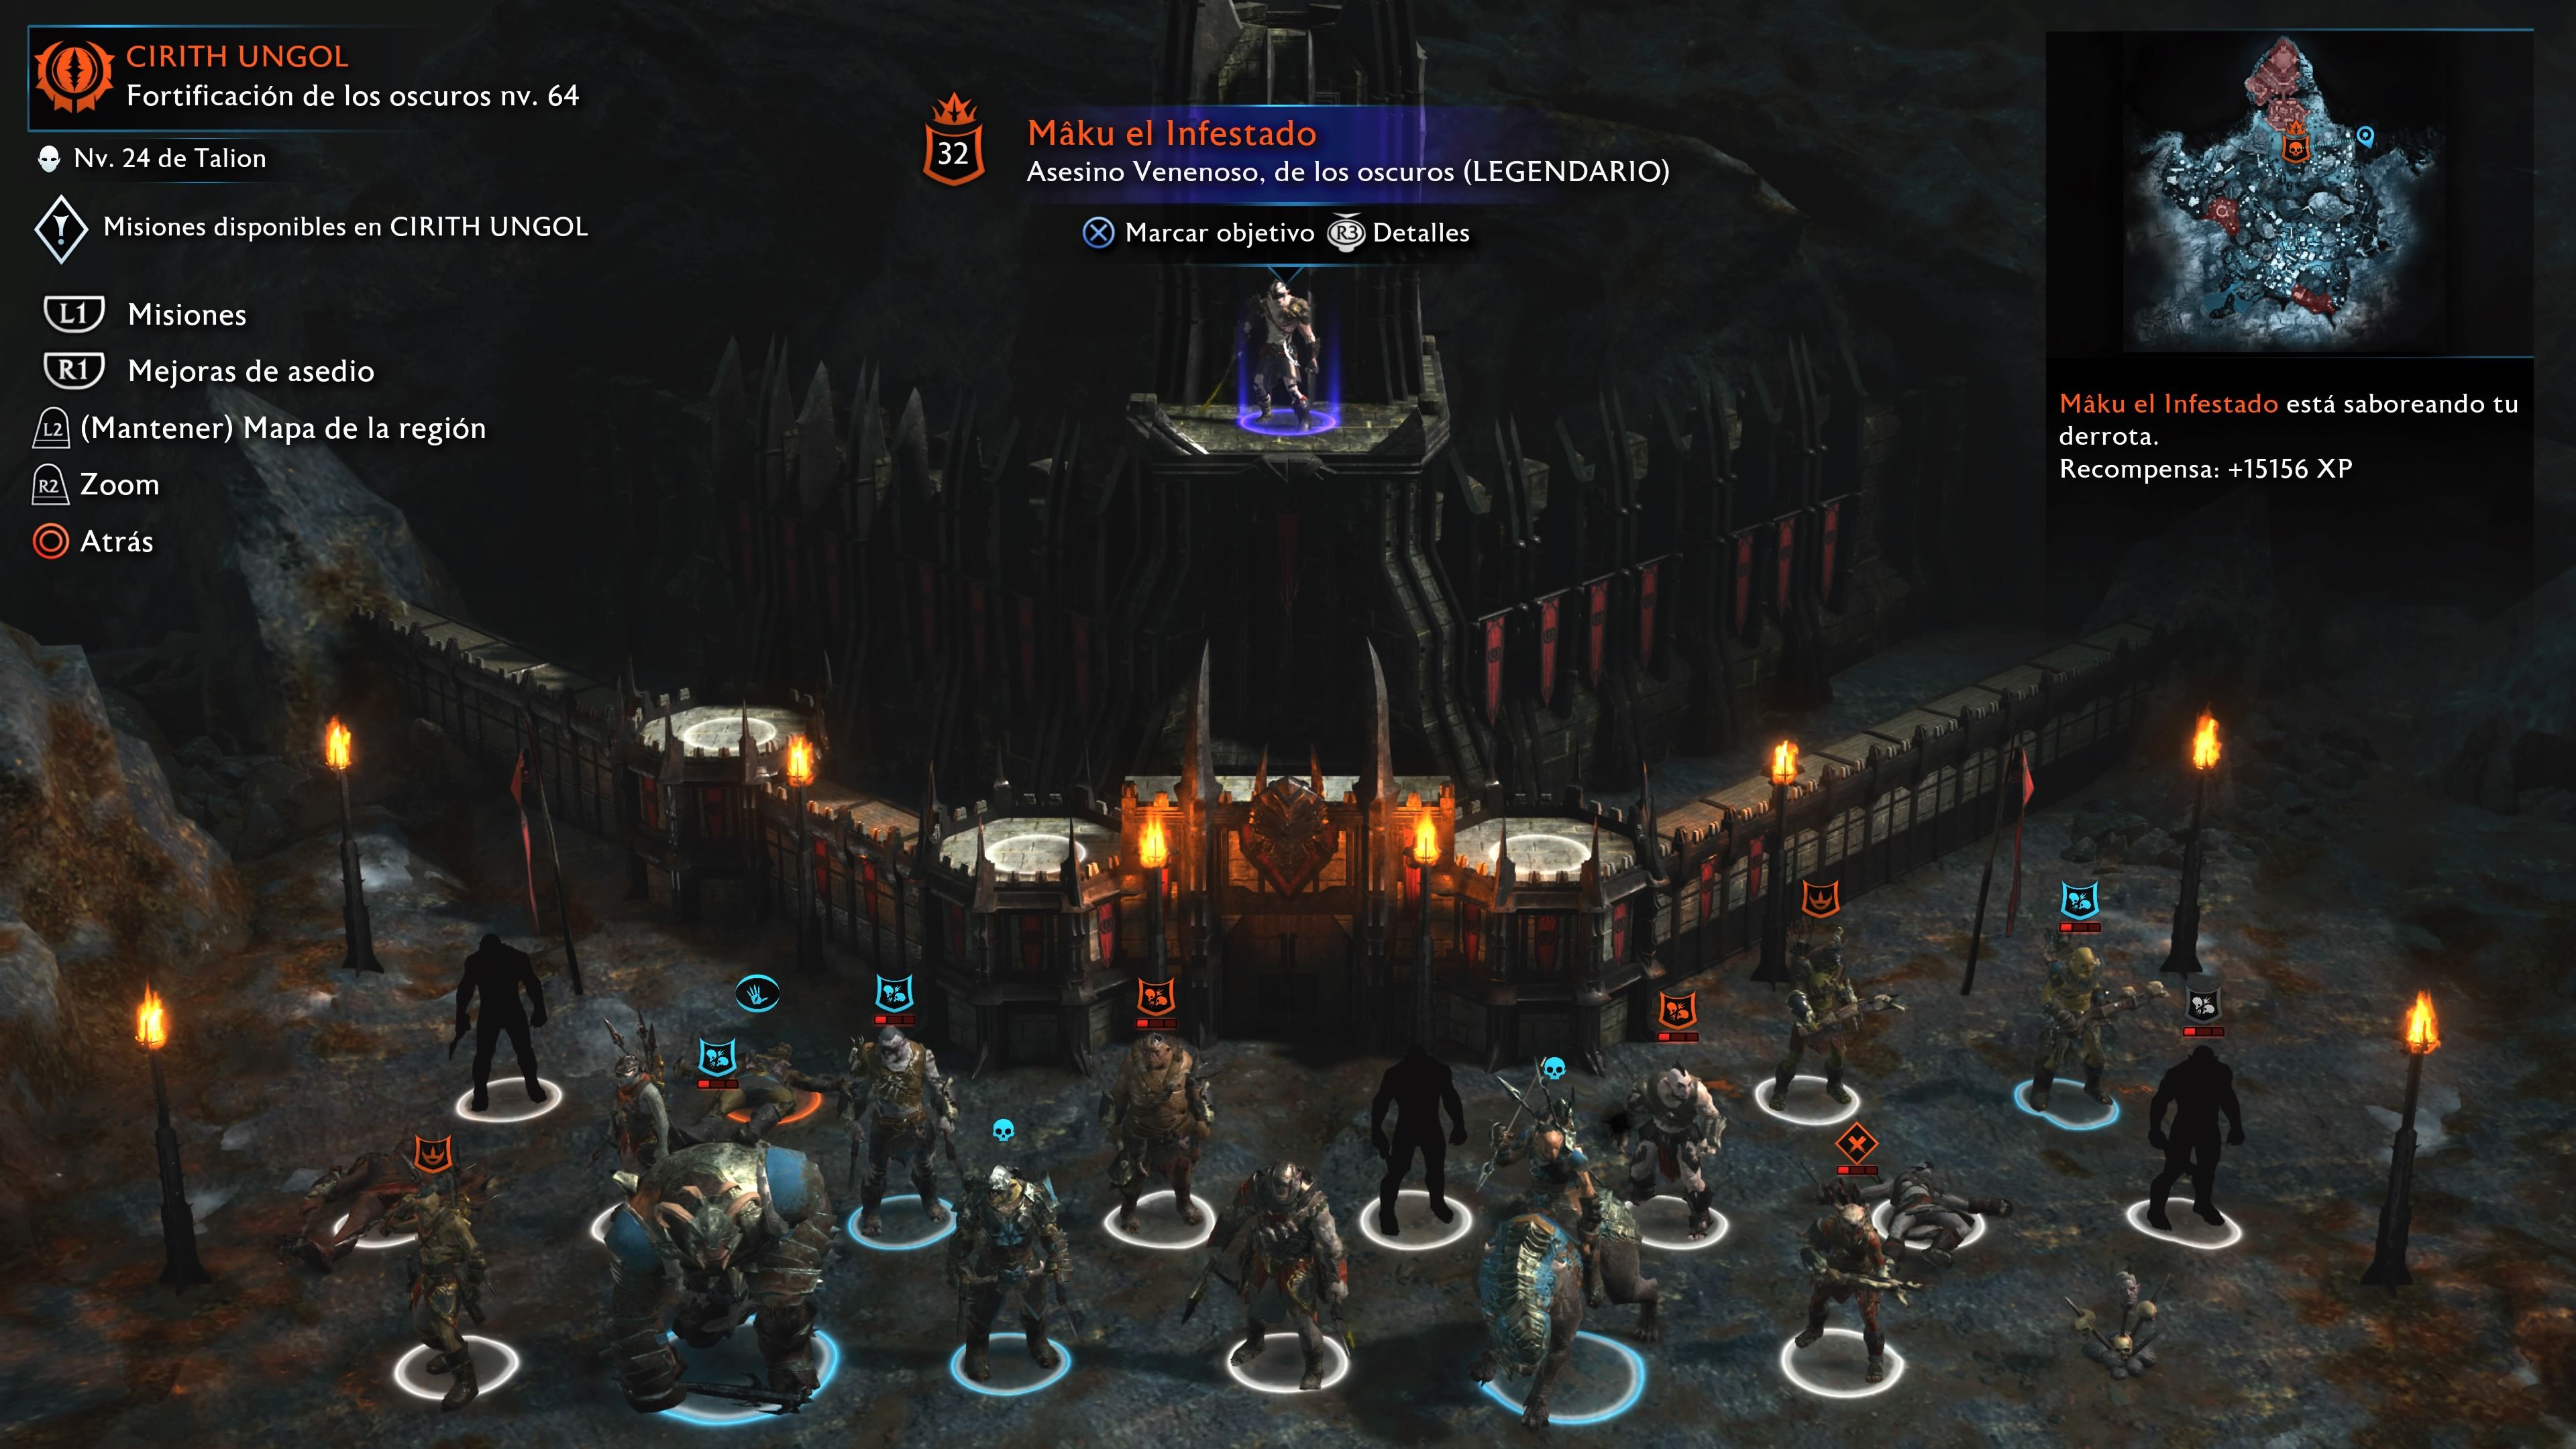 CIRITH UNGOL
Fortificación de los oscuros nv. 64
Nv. 24 de Talion
Misiones disponibles en CIRITH UNGOL
L1 Misiones
R1 Mejoras de asedio
L2 (Mantener) Mapa de la región
R2 Zoom
Atrás
32
Mâku el Infestado
Asesino Venenoso, de los oscuros (LEGENDARIO)
Marcar objetivo R3 Detalles
Mâku el Infestado está saboreando tu
derrota.
Recompensa: +15156 XP